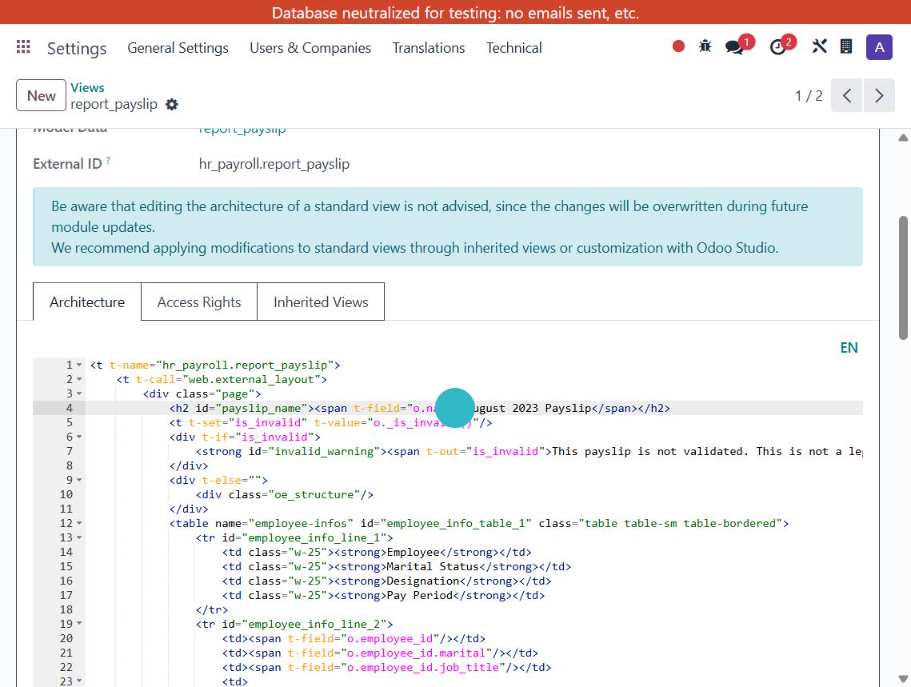 Database neutralized for testing: no emails sent, etc.
Settings General Settings Users & Companies Translations Technical 1 2 A
New Views
report_payslip 1 / 2
Model Data report_payslip
External ID ? hr_payroll.report_payslip
Be aware that editing the architecture of a standard view is not advised, since the changes will be overwritten during future
module updates.
We recommend applying modifications to standard views through inherited views or customization with Odoo Studio.
Architecture Access Rights Inherited Views
EN
1 <t t-name="hr_payroll.report_payslip">
2 <t t-call="web.external_layout">
3 <div class="page">
4 <h2 id="payslip_name"><span t-field="o.na ugust 2023 Payslip</span></h2>
5 <t t-set="is_invalid" t-value="o._is_inva )"/>
6 <div t-if="is_invalid">
7 <strong id="invalid_warning"><span t-out="is_invalid">This payslip is not validated. This is not a le
8 </div>
9 <div t-else="">
10 <div class="oe_structure"/>
11 </div>
12 <table name="employee-infos" id="employee_info_table_1" class="table table-sm table-bordered">
13 <tr id="employee_info_line_1">
14 <td class="w-25"><strong>Employee</strong></td>
15 <td class="w-25"><strong>Marital Status</strong></td>
16 <td class="w-25"><strong>Designation</strong></td>
17 <td class="w-25"><strong>Pay Period</strong></td>
18 </tr>
19 <tr id="employee_info_line_2">
20 <td><span t-field="o.employee_id"/></td>
21 <td><span t-field="o.employee_id.marital"/></td>
22 <td><span t-field="o.employee_id.job_title"/></td>
23 <td>